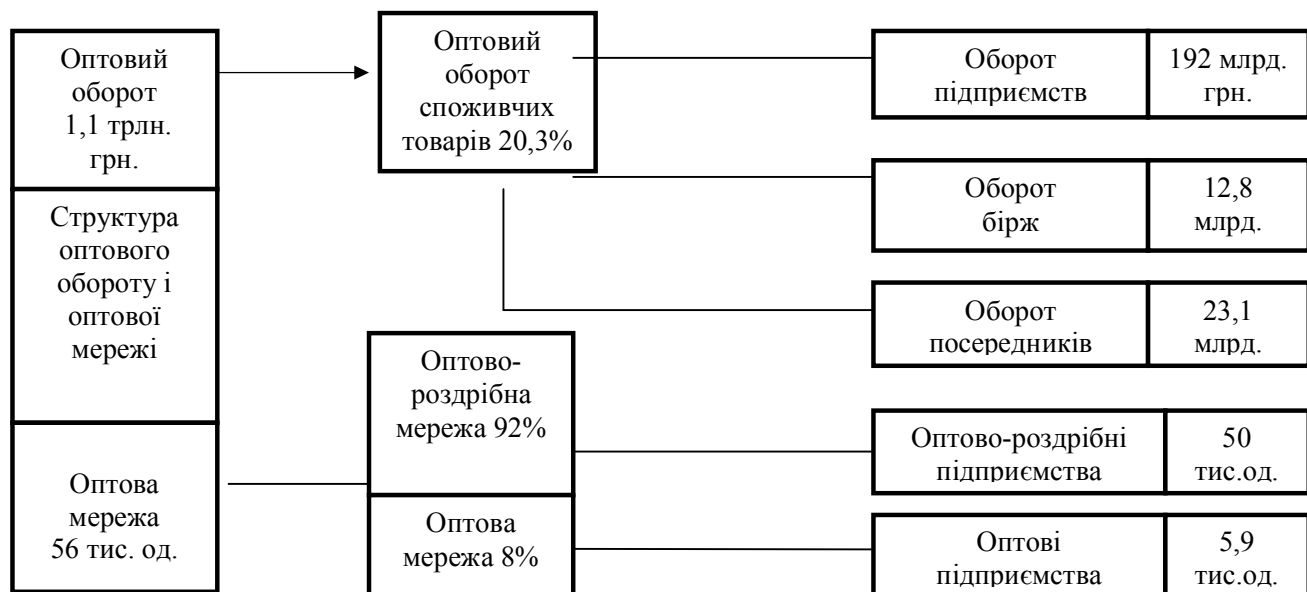 Оптовий
оборот
1,1 трлн.
грн.
Структура
оптового
обороту і
оптової
мережі
Оптова
мережа
56 тис. од.
Оптовий
оборот
споживчих
товарів 20,3%
Оптово-
роздрібна
мережа 92%
Оптова
мережа 8%
Оборот
підприємств
192 млрд.
грн.
Оборот
бірж
12,8
млрд.
Оборот
посередників
23,1
млрд.
Оптово-роздрібні
підприємства
50
тис.од.
Оптові
підприємства
5,9
тис.од.